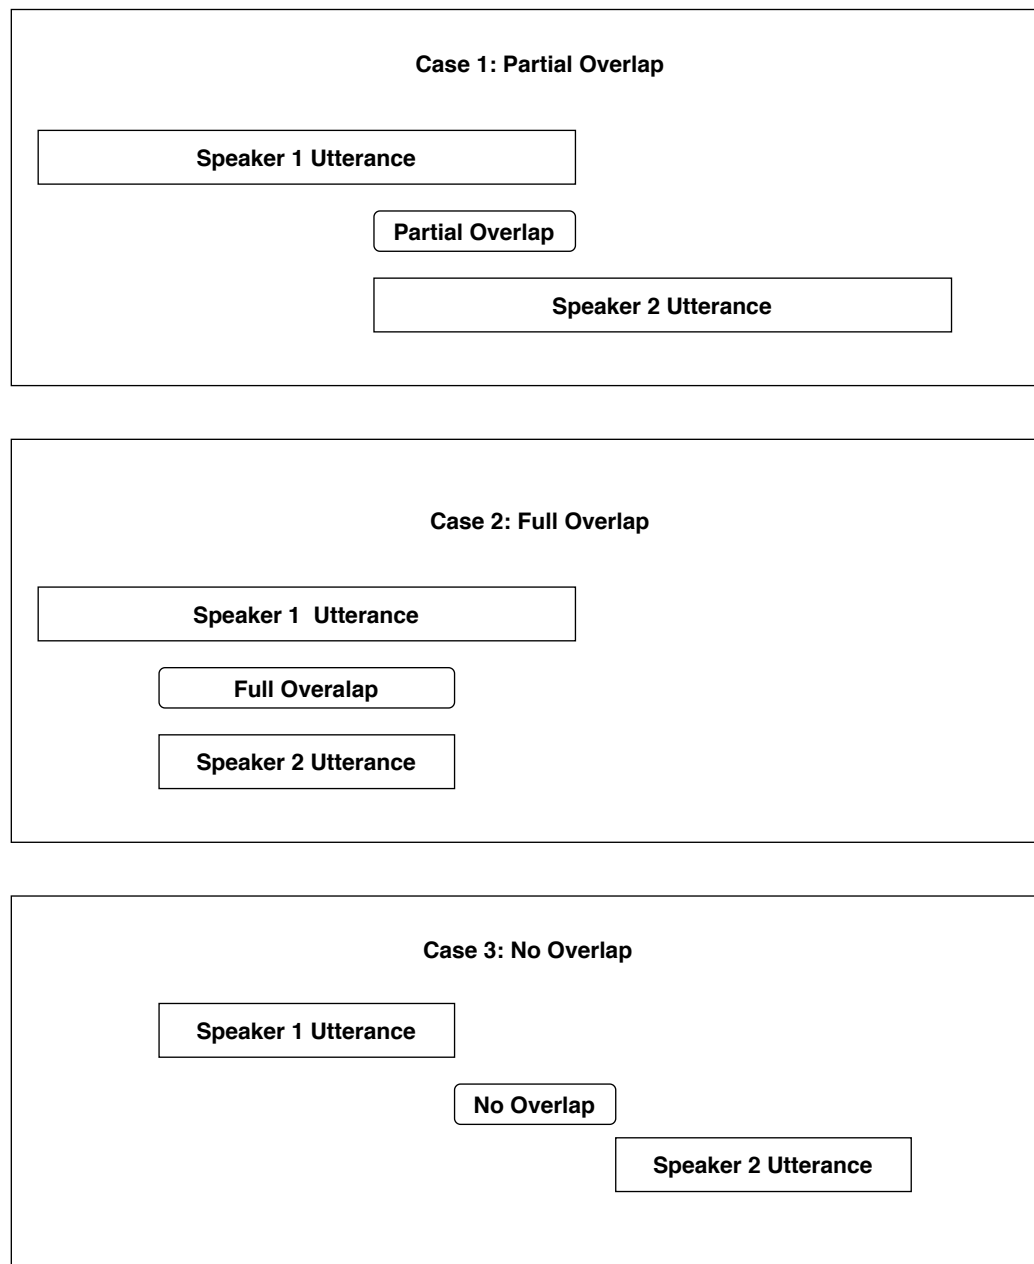 Case 1: Partial Overlap
Speaker 1 Utterance
Partial Overlap
Speaker 2 Utterance
Case 2: Full Overlap
Speaker 1  Utterance
Full Overalap
Speaker 2 Utterance
Case 3: No Overlap
Speaker 1 Utterance
No Overlap
Speaker 2 Utterance